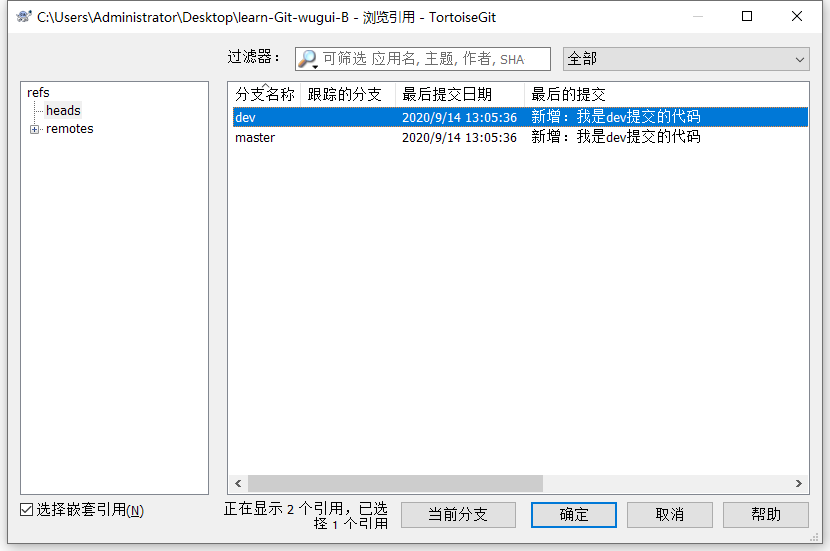 C:\Users\Administrator\Desktop\learn-Git-wugui-B - 浏览引用 - TortoiseGit
过滤器： 可筛选 应用名, 主题, 作者, SHA 全部
refs
heads
remotes
分支名称 跟踪的分支 最后提交日期 最后的提交
dev 2020/9/14 13:05:36 新增：我是dev提交的代码
master 2020/9/14 13:05:36 新增：我是dev提交的代码
选择嵌套引用(N)
正在显示 2 个引用，已选
择 1 个引用
当前分支 确定 取消 帮助